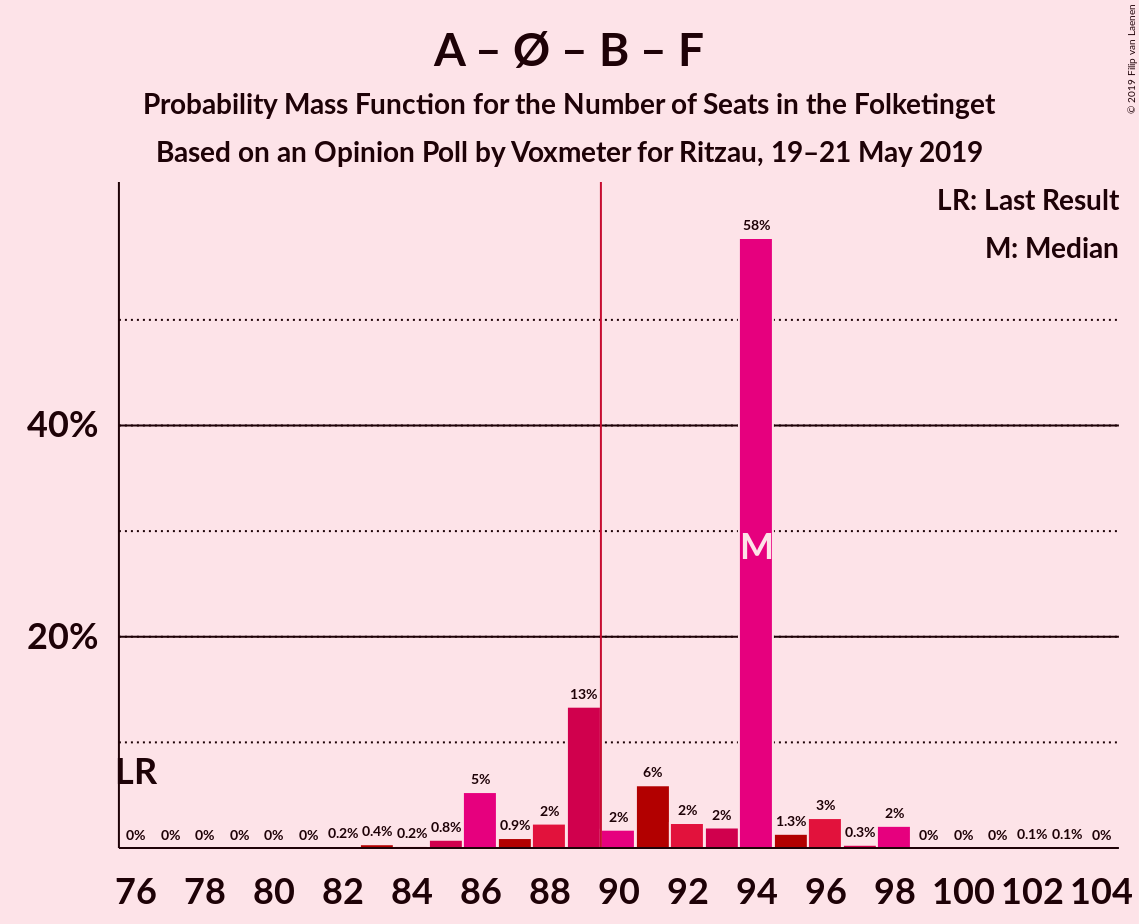 A – Ø – B – F
Probability Mass Function for the Number of Seats in the Folketinget
Based on an Opinion Poll by Voxmeter for Ritzau, 19–21 May 2019
© 2019 Filip van Laenen
LR: Last Result
M: Median
58%
40%
M
20%
13%
LR
5%
6%
0% 0% 0% 0% 0% 0% 0.2% 0.4% 0.2% 0.8% 0.9% 2% 2% 2% 2% 1.3% 3% 0.3% 2% 0% 0% 0% 0.1% 0.1% 0%
76 78 80 82 84 86 88 90 92 94 96 98 100 102 104